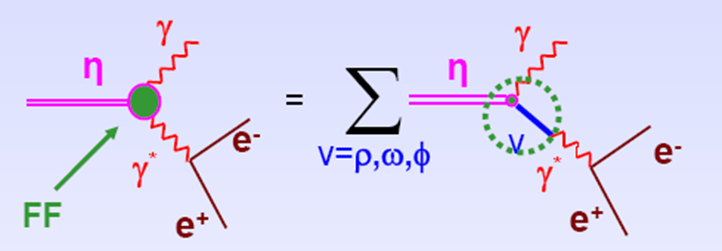 η γ = Σ η γ
FF γ* e⁻ e⁺ V=ρ,ω,ϕ V γ* e⁻ e⁺